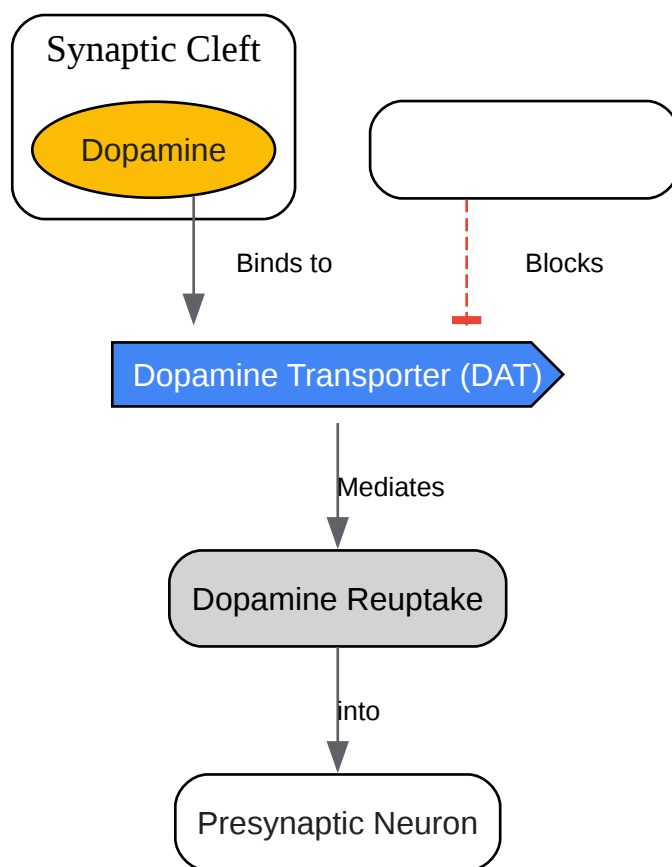 Synaptic Cleft
Dopamine
Binds to
Blocks
Dopamine Transporter (DAT)
Mediates
Dopamine Reuptake
into
Presynaptic Neuron